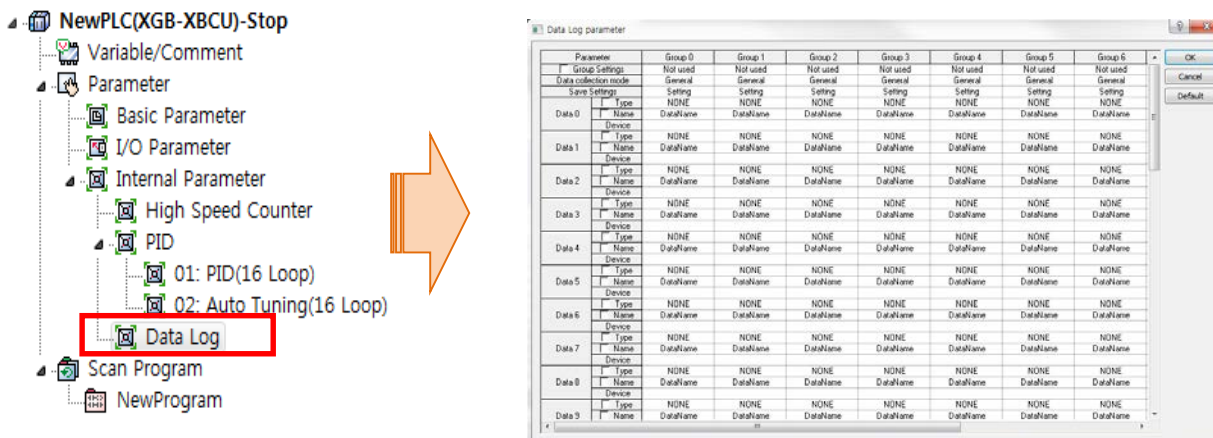 NewPLC(XGB-XBCU)-Stop
Variable/Comment
Parameter
Basic Parameter
I/O Parameter
Internal Parameter
High Speed Counter
PID
01: PID(16 Loop)
02: Auto Tuning(16 Loop)
Data Log
Scan Program
NewProgram
Data Log parameter
Parameter Group 0 Group 1 Group 2 Group 3 Group 4 Group 5 Group 6
Group Settings Not used Not used Not used Not used Not used Not used Not used
Data collection mode General General General General General General General
Save Settings Setting Setting Setting Setting Setting Setting Setting
Type NONE NONE NONE NONE NONE NONE NONE
Data 0 Name DataName DataName DataName DataName DataName DataName DataName
Device
Type NONE NONE NONE NONE NONE NONE NONE
Data 1 Name DataName DataName DataName DataName DataName DataName DataName
Device
Type NONE NONE NONE NONE NONE NONE NONE
Data 2 Name DataName DataName DataName DataName DataName DataName DataName
Device
Type NONE NONE NONE NONE NONE NONE NONE
Data 3 Name DataName DataName DataName DataName DataName DataName DataName
Device
Type NONE NONE NONE NONE NONE NONE NONE
Data 4 Name DataName DataName DataName DataName DataName DataName DataName
Device
Type NONE NONE NONE NONE NONE NONE NONE
Data 5 Name DataName DataName DataName DataName DataName DataName DataName
Device
Type NONE NONE NONE NONE NONE NONE NONE
Data 6 Name DataName DataName DataName DataName DataName DataName DataName
Device
Type NONE NONE NONE NONE NONE NONE NONE
Data 7 Name DataName DataName DataName DataName DataName DataName DataName
Device
Type NONE NONE NONE NONE NONE NONE NONE
Data 8 Name DataName DataName DataName DataName DataName DataName DataName
Device
Type NONE NONE NONE NONE NONE NONE NONE
Data 9 Name DataName DataName DataName DataName DataName DataName DataName
OK
Cancel
Default